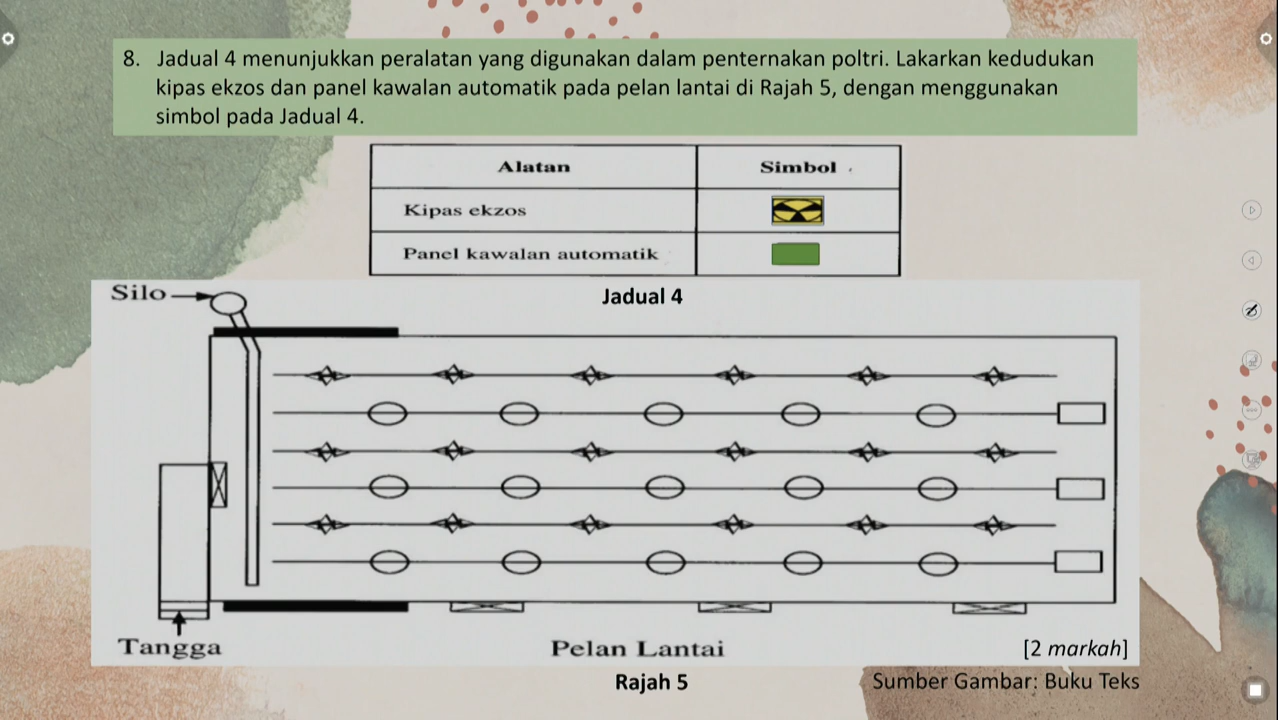 8. Jadual 4 menunjukkan peralatan yang digunakan dalam penternakan poltri. Lakarkan kedudukan
kipas ekzos dan panel kawalan automatik pada pelan lantai di Rajah 5, dengan menggunakan
simbol pada Jadual 4.
Alatan Simbol
Kipas ekzos
Panel kawalan automatik
Jadual 4
Silo
Tangga
Pelan Lantai
[2 markah]
Rajah 5
Sumber Gambar: Buku Teks